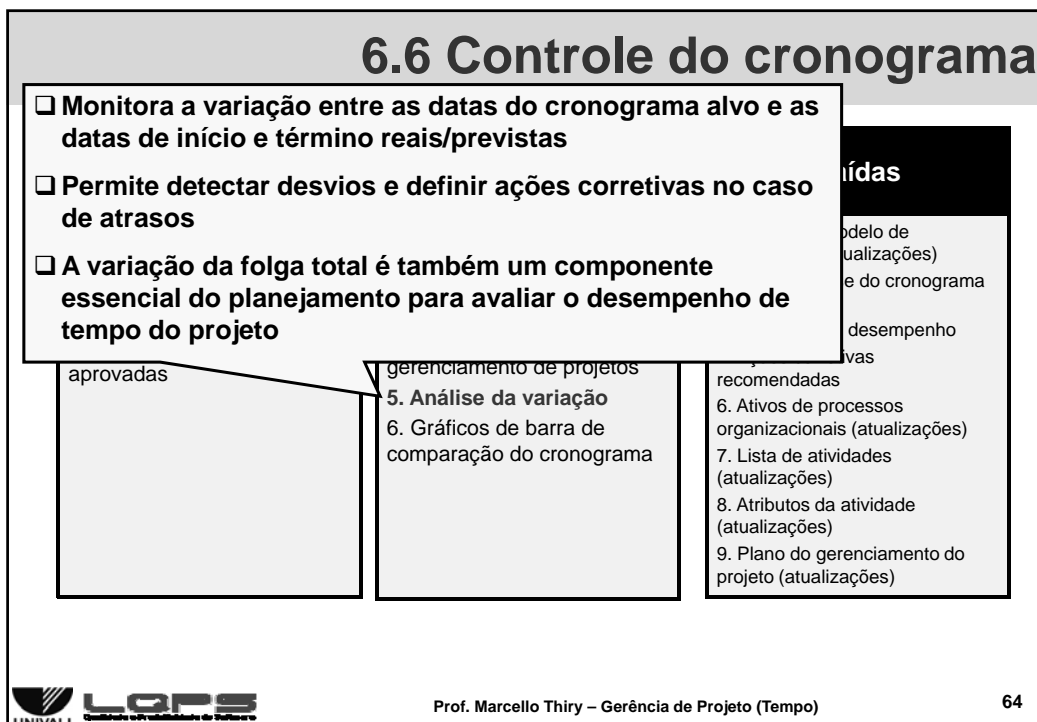 6.6 Controle do cronograma
❑ Monitora a variação entre as datas do cronograma alvo e as
datas de início e término reais/previstas
❑ Permite detectar desvios e definir ações corretivas no caso
de atrasos
❑ A variação da folga total é também um componente
essencial do planejamento para avaliar o desempenho de
tempo do projeto
aprovadas
gerenciamento de projetos
5. Análise da variação
6. Gráficos de barra de
comparação do cronograma
ídas
delo de
ualizações)
e do cronograma
desempenho
ivas
recomendadas
6. Ativos de processos
organizacionais (atualizações)
7. Lista de atividades
(atualizações)
8. Atributos da atividade
(atualizações)
9. Plano do gerenciamento do
projeto (atualizações)
UNIVALI
LQPS
Prof. Marcello Thiry – Gerência de Projeto (Tempo)
64